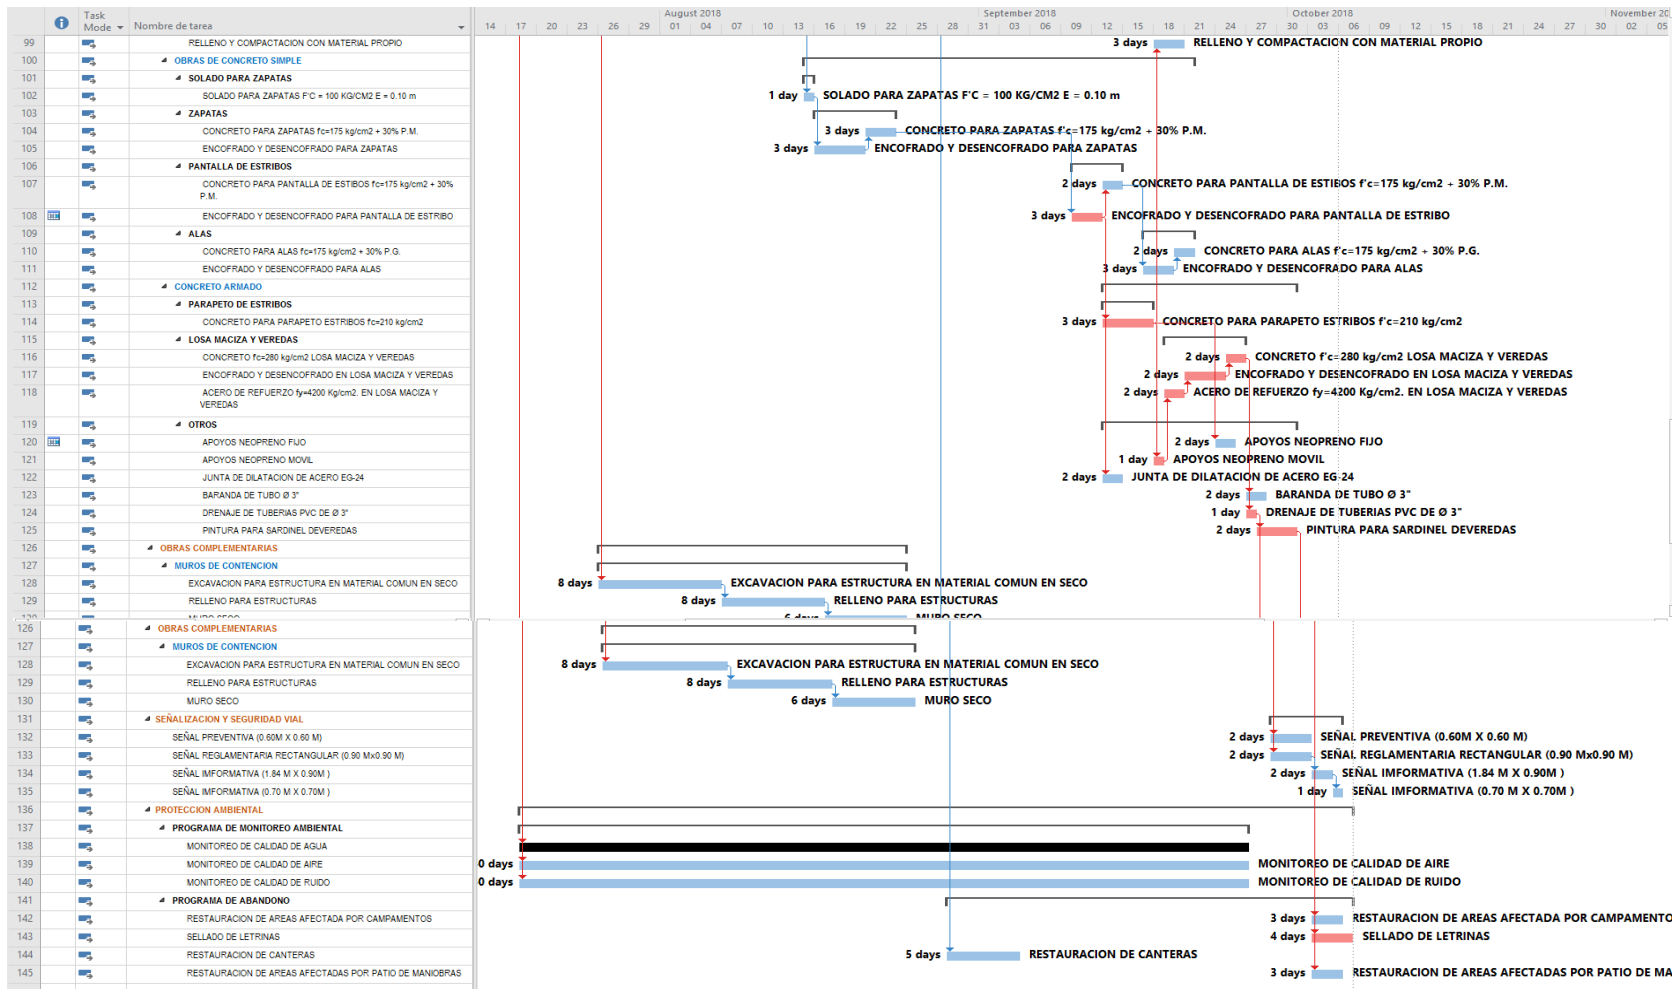 Task Mode
Nombre de tarea
August 2018 September 2018 October 2018 November 20
14 17 20 23 26 29 01 04 07 10 13 16 19 22 25 28 31 03 06 09 12 15 18 21 24 27 30 03 06 09 12 15 18 21 24 27 30 02 05
99 RELLENO Y COMPACTACION CON MATERIAL PROPIO 3 days RELLENO Y COMPACTACION CON MATERIAL PROPIO
100 OBRAS DE CONCRETO SIMPLE
101 SOLADO PARA ZAPATAS
102 SOLADO PARA ZAPATAS F'C = 100 KG/CM2 E = 0.10 m 1 day SOLADO PARA ZAPATAS F'C = 100 KG/CM2 E = 0.10 m
103 ZAPATAS
104 CONCRETO PARA ZAPATAS f'c=175 kg/cm2 + 30% P.M. 3 days CONCRETO PARA ZAPATAS f'c=175 kg/cm2 + 30% P.M.
105 ENCOFRADO Y DESENCOFRADO PARA ZAPATAS 3 days ENCOFRADO Y DESENCOFRADO PARA ZAPATAS
106 PANTALLA DE ESTRIBOS
107 CONCRETO PARA PANTALLA DE ESTIBOS f'c=175 kg/cm2 + 30% P.M. 2 days CONCRETO PARA PANTALLA DE ESTIBOS f'c=175 kg/cm2 + 30% P.M.
108 ENCOFRADO Y DESENCOFRADO PARA PANTALLA DE ESTRIBO 3 days ENCOFRADO Y DESENCOFRADO PARA PANTALLA DE ESTRIBO
109 ALAS
110 CONCRETO PARA ALAS f'c=175 kg/cm2 + 30% P.G. 2 days CONCRETO PARA ALAS f'c=175 kg/cm2 + 30% P.G.
111 ENCOFRADO Y DESENCOFRADO PARA ALAS 3 days ENCOFRADO Y DESENCOFRADO PARA ALAS
112 CONCRETO ARMADO
113 PARAPETO DE ESTRIBOS
114 CONCRETO PARA PARAPETO ESTRIBOS f'c=210 kg/cm2 3 days CONCRETO PARA PARAPETO ESTRIBOS f'c=210 kg/cm2
115 LOSA MACIZA Y VEREDAS
116 CONCRETO f'c=280 kg/cm2 LOSA MACIZA Y VEREDAS 2 days CONCRETO f'c=280 kg/cm2 LOSA MACIZA Y VEREDAS
117 ENCOFRADO Y DESENCOFRADO EN LOSA MACIZA Y VEREDAS 2 days ENCOFRADO Y DESENCOFRADO EN LOSA MACIZA Y VEREDAS
118 ACERO DE REFUERZO fy=4200 Kg/cm2. EN LOSA MACIZA Y VEREDAS 2 days ACERO DE REFUERZO fy=4200 Kg/cm2. EN LOSA MACIZA Y VEREDAS
119 OTROS
120 APOYOS NEOPRENO FIJO 2 days APOYOS NEOPRENO FIJO
121 APOYOS NEOPRENO MOVIL 1 day APOYOS NEOPRENO MOVIL
122 JUNTA DE DILATACION DE ACERO EG-24 2 days JUNTA DE DILATACION DE ACERO EG-24
123 BARANDA DE TUBO Ø 3" 2 days BARANDA DE TUBO Ø 3"
124 DRENAJE DE TUBERIAS PVC DE Ø 3" 1 day DRENAJE DE TUBERIAS PVC DE Ø 3"
125 PINTURA PARA SARDINEL DEVEREDAS 2 days PINTURA PARA SARDINEL DEVEREDAS
126 OBRAS COMPLEMENTARIAS
127 MUROS DE CONTENCION
128 EXCAVACION PARA ESTRUCTURA EN MATERIAL COMUN EN SECO 8 days EXCAVACION PARA ESTRUCTURA EN MATERIAL COMUN EN SECO
129 RELLENO PARA ESTRUCTURAS 8 days RELLENO PARA ESTRUCTURAS
130 MURO SECO 6 days MURO SECO
126 OBRAS COMPLEMENTARIAS
127 MUROS DE CONTENCION
128 EXCAVACION PARA ESTRUCTURA EN MATERIAL COMUN EN SECO 8 days EXCAVACION PARA ESTRUCTURA EN MATERIAL COMUN EN SECO
129 RELLENO PARA ESTRUCTURAS 8 days RELLENO PARA ESTRUCTURAS
130 MURO SECO 6 days MURO SECO
131 SEÑALIZACION Y SEGURIDAD VIAL
132 SEÑAL PREVENTIVA (0.60M X 0.60 M) 2 days SEÑAL PREVENTIVA (0.60M X 0.60 M)
133 SEÑAL REGLAMENTARIA RECTANGULAR (0.90 Mx0.90 M) 2 days SEÑAL REGLAMENTARIA RECTANGULAR (0.90 Mx0.90 M)
134 SEÑAL IMFORMATIVA (1.84 M X 0.90M ) 2 days SEÑAL IMFORMATIVA (1.84 M X 0.90M )
135 SEÑAL IMFORMATIVA (0.70 M X 0.70M ) 1 day SEÑAL IMFORMATIVA (0.70 M X 0.70M )
136 PROTECCION AMBIENTAL
137 PROGRAMA DE MONITOREO AMBIENTAL
138 MONITOREO DE CALIDAD DE AGUA
139 MONITOREO DE CALIDAD DE AIRE 0 days MONITOREO DE CALIDAD DE AIRE
140 MONITOREO DE CALIDAD DE RUIDO 0 days MONITOREO DE CALIDAD DE RUIDO
141 PROGRAMA DE ABANDONO
142 RESTAURACION DE AREAS AFECTADA POR CAMPAMENTOS 3 days RESTAURACION DE AREAS AFECTADA POR CAMPAMENTO
143 SELLADO DE LETRINAS 4 days SELLADO DE LETRINAS
144 RESTAURACION DE CANTERAS 5 days RESTAURACION DE CANTERAS
145 RESTAURACION DE AREAS AFECTADAS POR PATIO DE MANIOBRAS 3 days RESTAURACION DE AREAS AFECTADAS POR PATIO DE MA